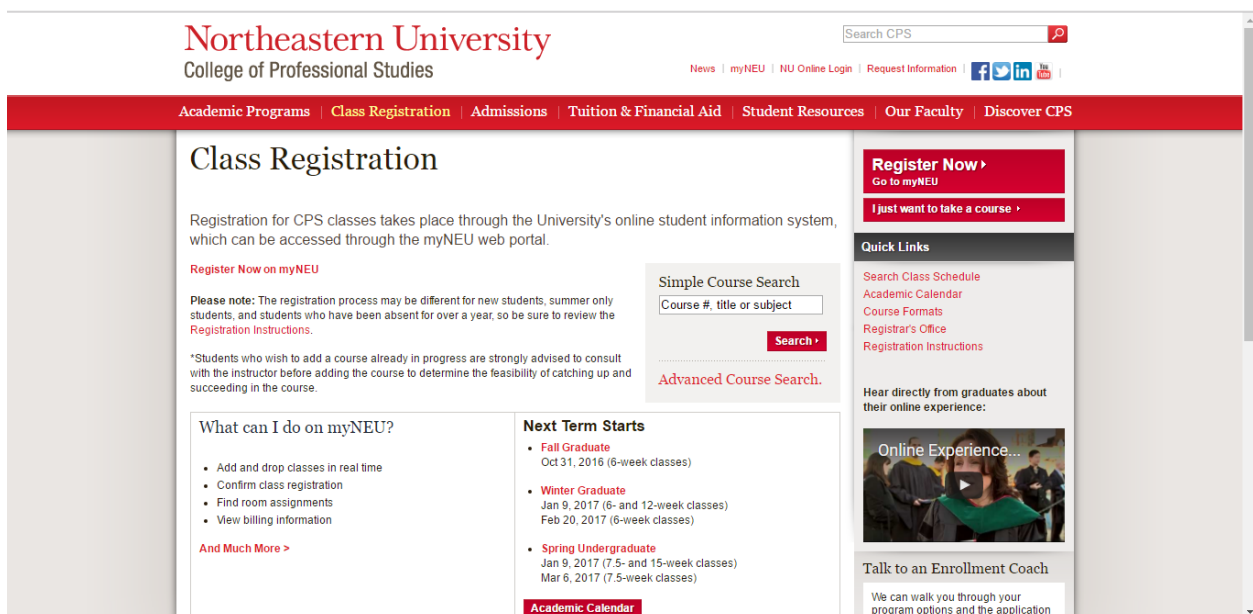 Northeastern University
College of Professional Studies
Search CPS
News | myNEU | NU Online Login | Request Information |
You
Tube
Academic Programs | Class Registration | Admissions | Tuition & Financial Aid | Student Resources | Our Faculty | Discover CPS
Class Registration
Registration for CPS classes takes place through the University's online student information system,
which can be accessed through the myNEU web portal.
Register Now on myNEU
Please note: The registration process may be different for new students, summer only
students, and students who have been absent for over a year, so be sure to review the
Registration Instructions.
*Students who wish to add a course already in progress are strongly advised to consult
with the instructor before adding the course to determine the feasibility of catching up and
succeeding in the course.
Simple Course Search
Course #, title or subject
Search
Advanced Course Search.
What can I do on myNEU?
Add and drop classes in real time
Confirm class registration
Find room assignments
View billing information
And Much More >
Next Term Starts
Fall Graduate
Oct 31, 2016 (6-week classes)
Winter Graduate
Jan 9, 2017 (6- and 12-week classes)
Feb 20, 2017 (6-week classes)
Spring Undergraduate
Jan 9, 2017 (7.5- and 15-week classes)
Mar 6, 2017 (7.5-week classes)
Academic Calendar
Register Now
Go to myNEU
I just want to take a course
Quick Links
Search Class Schedule
Academic Calendar
Course Formats
Registrar's Office
Registration Instructions
Hear directly from graduates about
their online experience:
Online Experience...
Talk to an Enrollment Coach
We can walk you through your
program options and the application